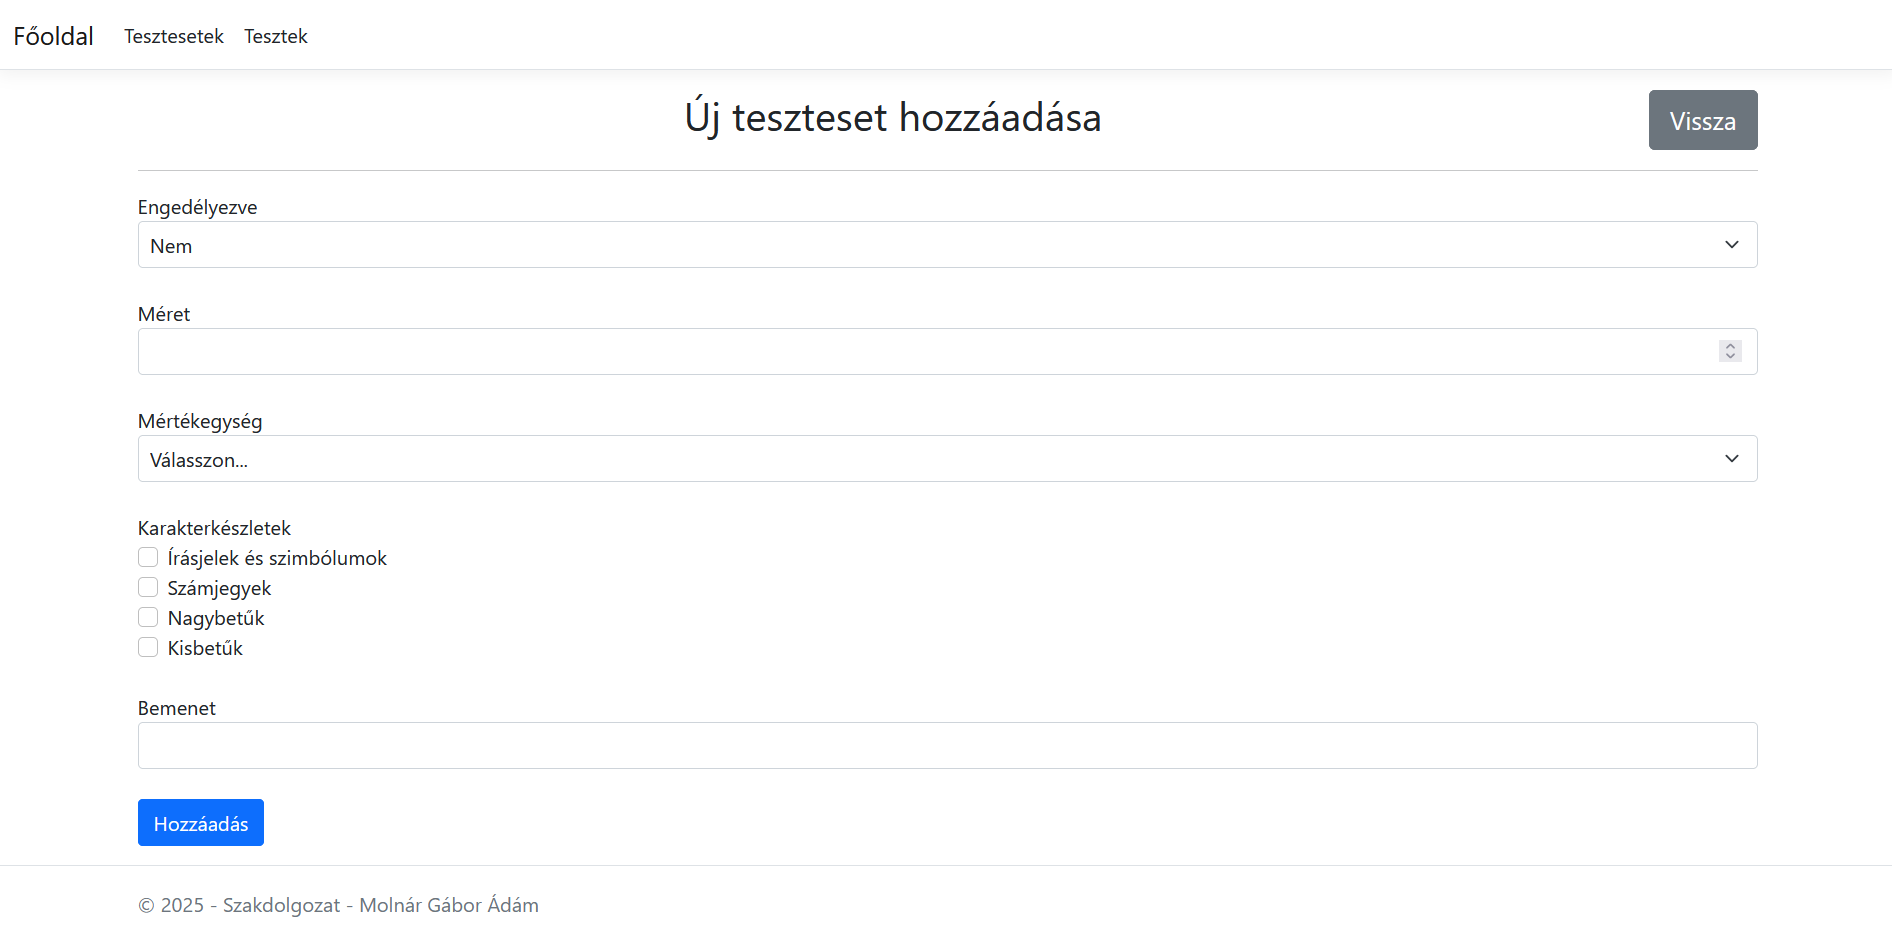 Főoldal Tesztesetek Tesztek
Új teszteset hozzáadása
Vissza
Engedélyezve
Nem
Méret
Mértékegység
Válasszon...
Karakterkészletek
Írásjelek és szimbólumok
Számjegyek
Nagybetűk
Kisbetűk
Bemenet
Hozzáadás
© 2025 - Szakdolgozat - Molnár Gábor Ádám